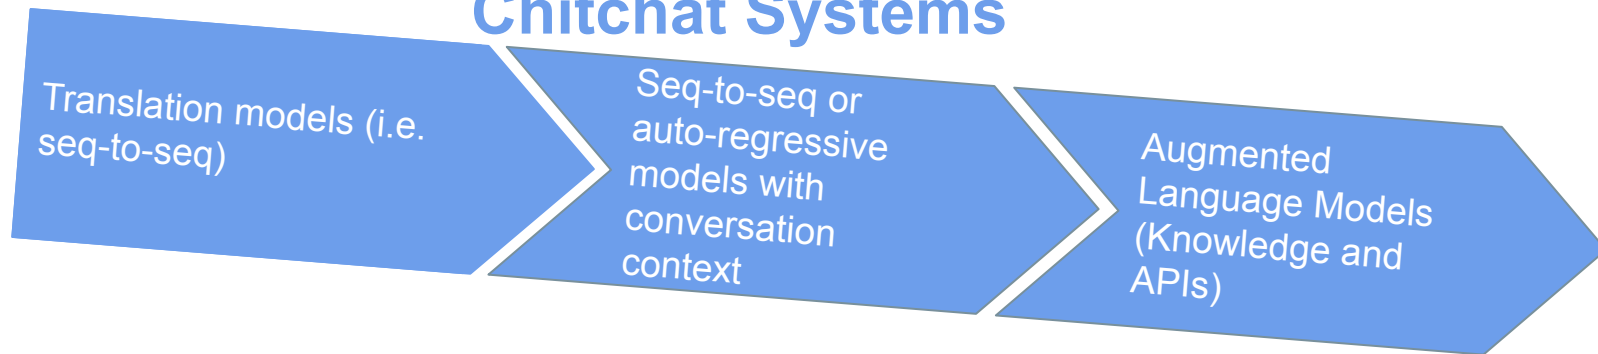 Chitchat Systems
Translation models (i.e.
seq-to-seq)
Seq-to-seq or
auto-regressive
models with
conversation
context
Augmented
Language Models
(Knowledge and
APIs)